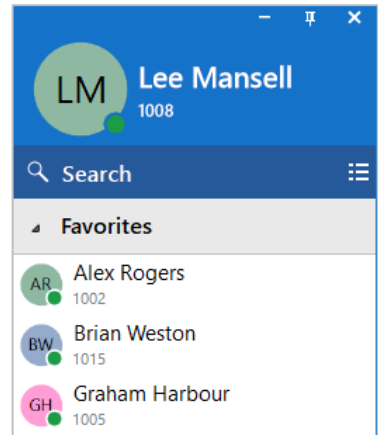 LM
Lee Mansell
1008
Search
Favorites
AR
Alex Rogers
1002
BW
Brian Weston
1015
GH
Graham Harbour
1005